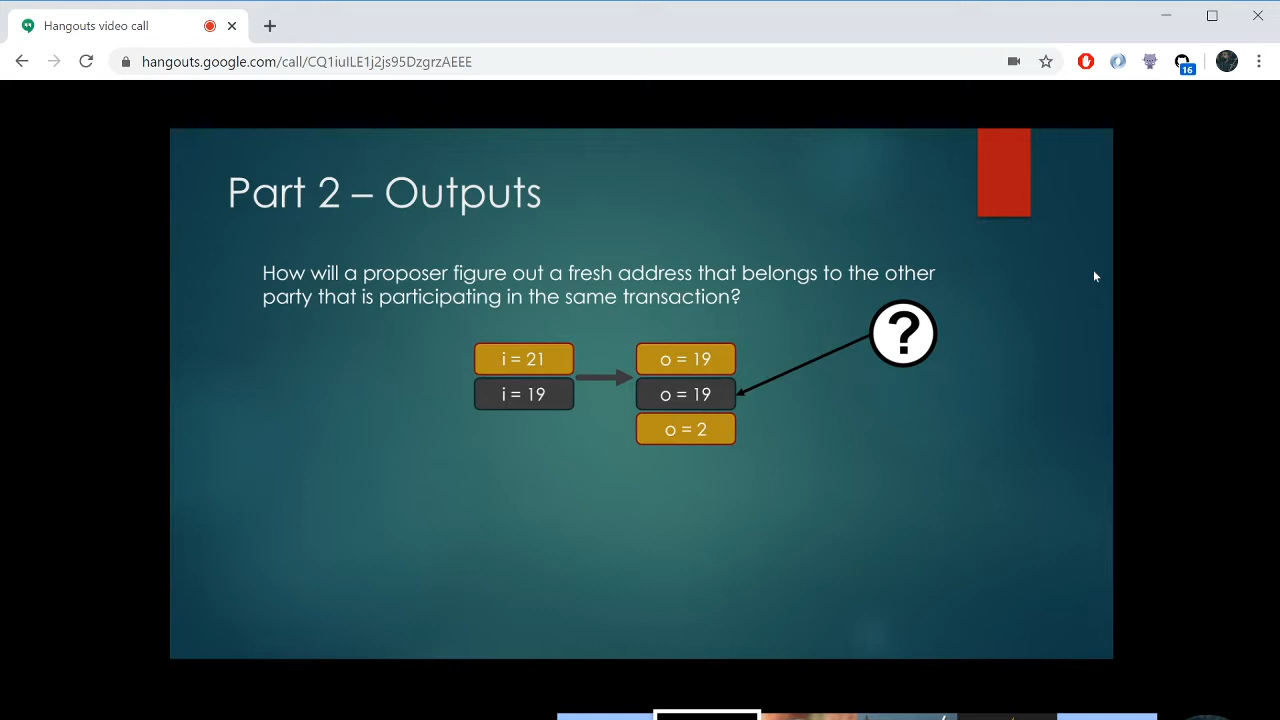 Hangouts video call
hangouts.google.com/call/CQ1iuILE1j2js95DzgrzAEEE
16
Part 2 – Outputs
How will a proposer figure out a fresh address that belongs to the other
party that is participating in the same transaction?
?
i = 21
o = 19
i = 19
o = 19
o = 2